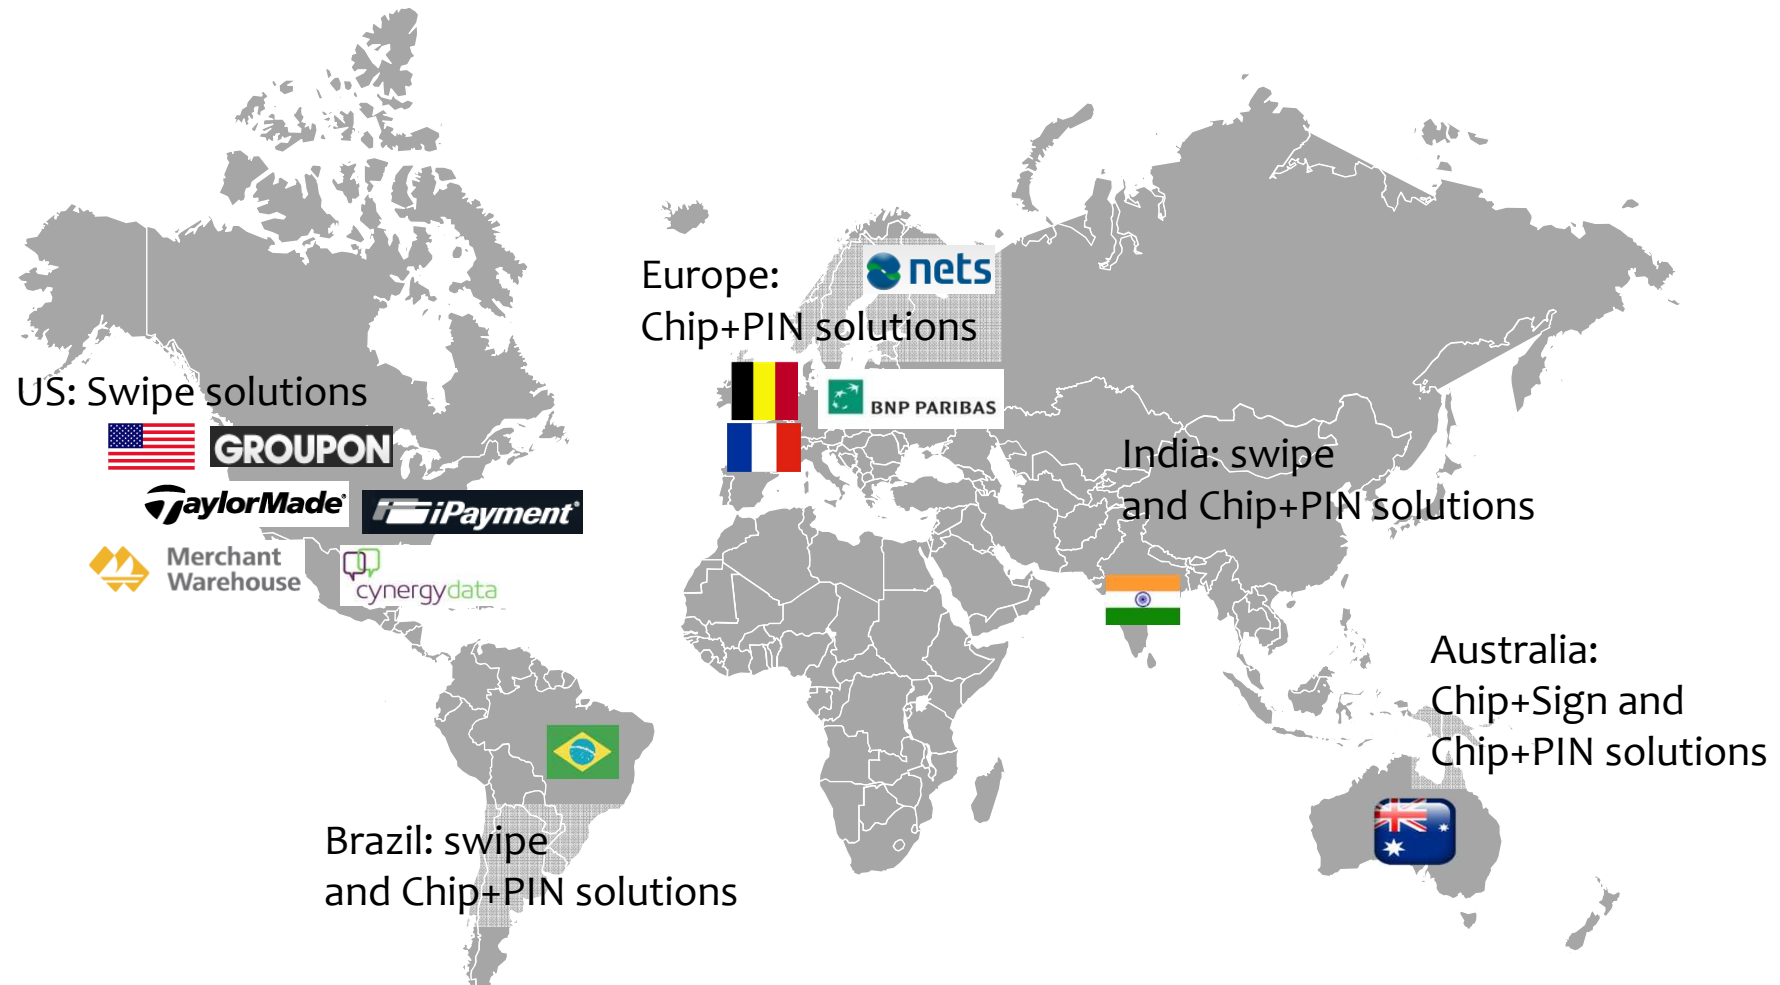 Europe:
Chip+PIN solutions
nets
BNP PARIBAS
US: Swipe solutions
GROUPON
TaylorMade
iPayment
Merchant
Warehouse
cynergydata
India: swipe
and Chip+PIN solutions
Australia:
Chip+Sign and
Chip+PIN solutions
Brazil: swipe
and Chip+PIN solutions